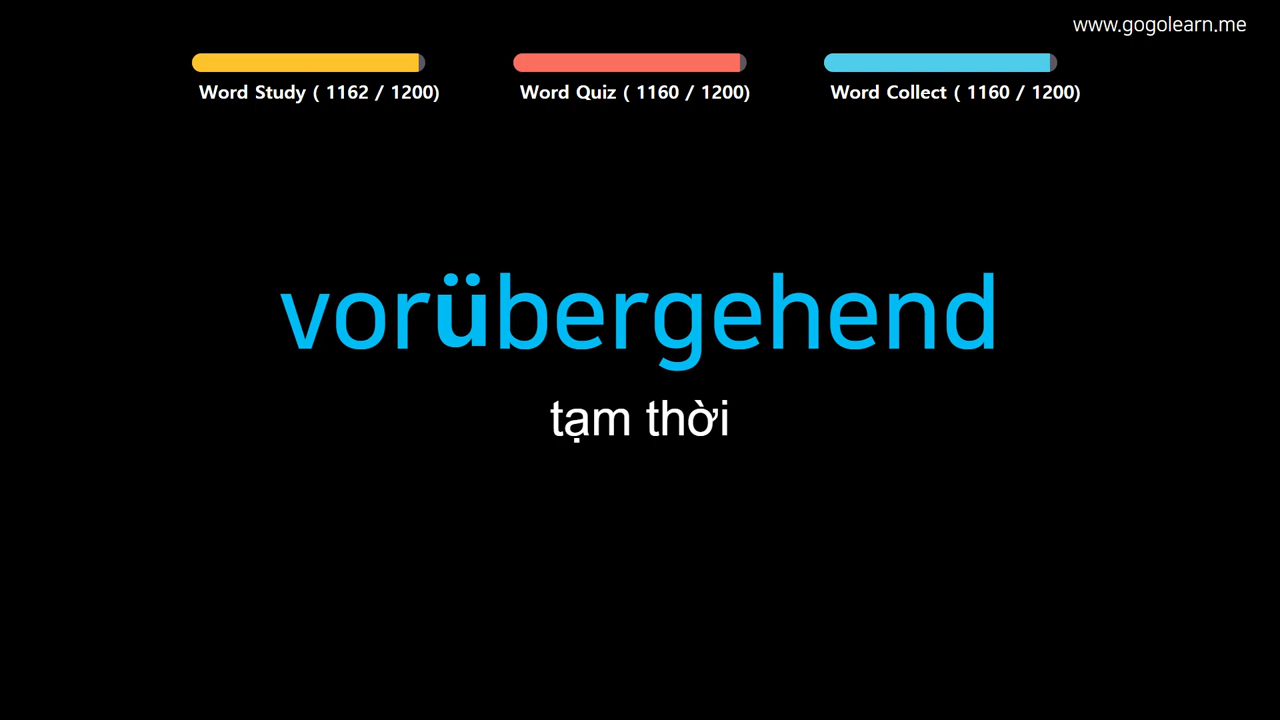 www.gogolearn.me
Word Study ( 1162 / 1200)
Word Quiz ( 1160 / 1200)
Word Collect ( 1160 / 1200)
vorübergehend
tạm thời